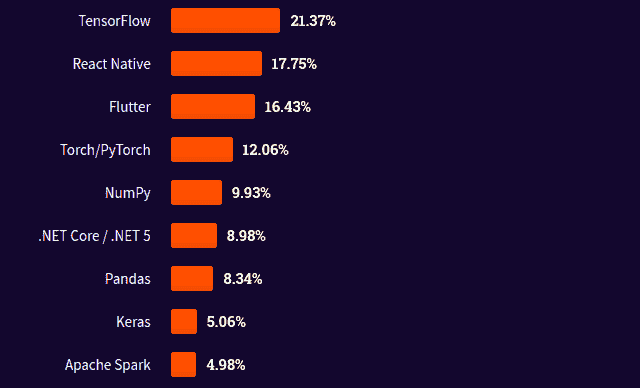 TensorFlow 21.37%
React Native 17.75%
Flutter 16.43%
Torch/PyTorch 12.06%
NumPy 9.93%
.NET Core / .NET 5 8.98%
Pandas 8.34%
Keras 5.06%
Apache Spark 4.98%